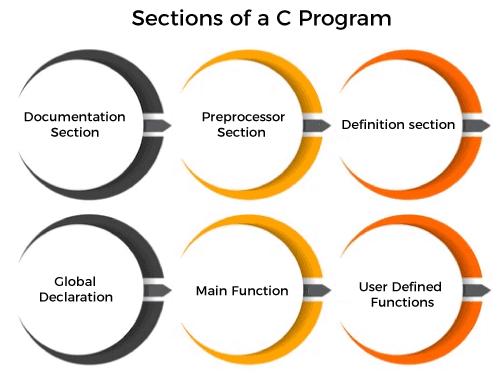 Sections of a C Program
Documentation
Section
Preprocessor
Section
Definition section
Global
Declaration
Main Function
User Defined
Functions